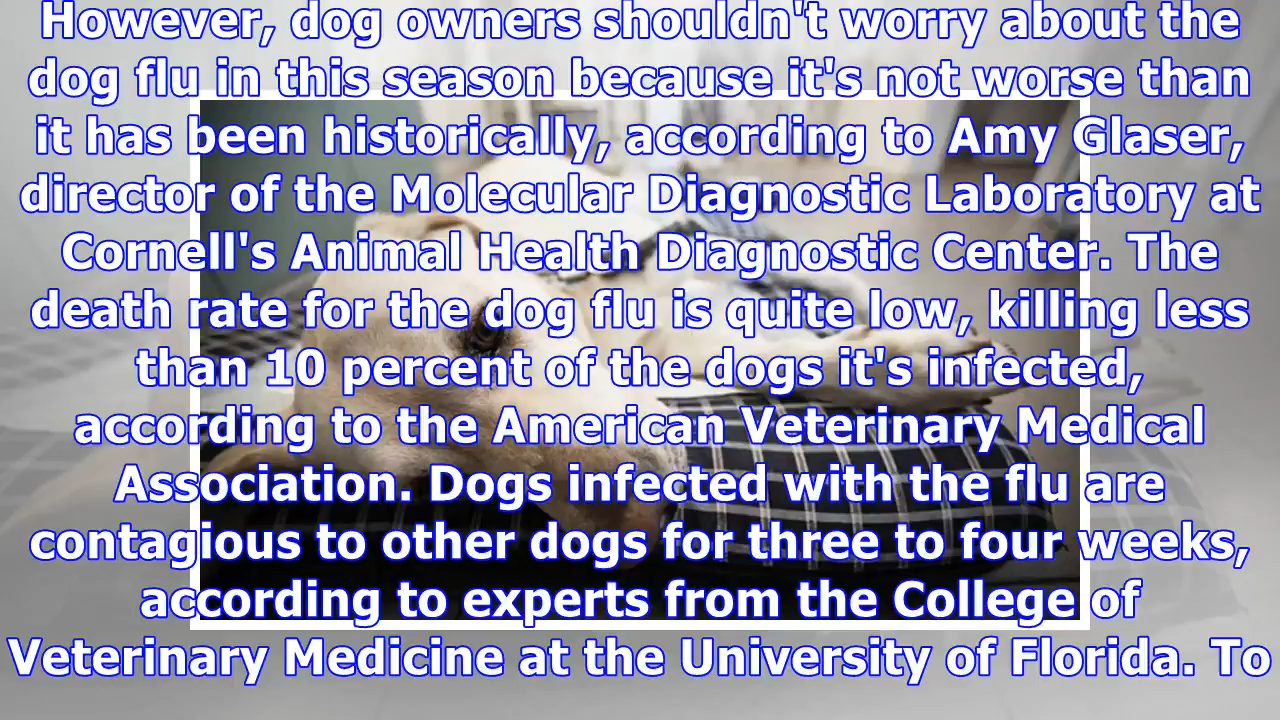 However, dog owners shouldn't worry about the
dog flu in this season because it's not worse than
it has been historically, according to Amy Glaser,
director of the Molecular Diagnostic Laboratory at
Cornell's Animal Health Diagnostic Center. The
death rate for the dog flu is quite low, killing less
than 10 percent of the dogs it's infected,
according to the American Veterinary Medical
Association. Dogs infected with the flu are
contagious to other dogs for three to four weeks,
according to experts from the College of
Veterinary Medicine at the University of Florida. To